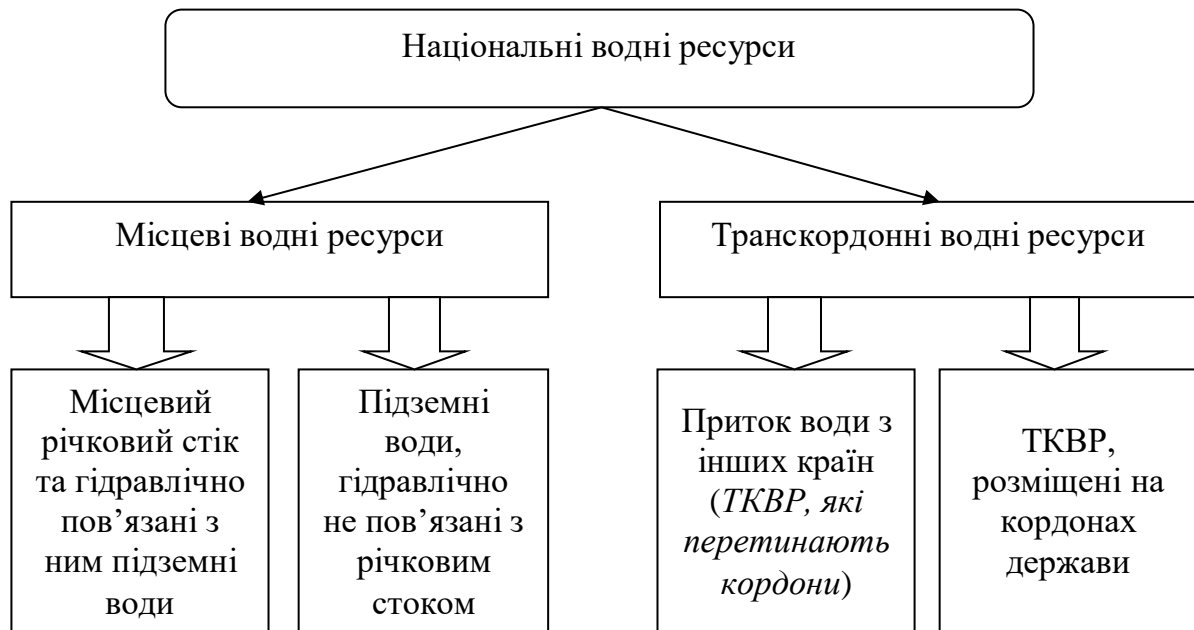 Національні водні ресурси
Місцеві водні ресурси
Транскордонні водні ресурси
Місцевий
річковий стік
та гідравлічно
пов’язані з
ним підземні
води
Підземні
води,
гідравлічно
не пов’язані з
річковим
стоком
Приток води з
інших країн
(ТКВР, які
перетинають
кордони)
ТКВР,
розміщені на
кордонах
держави